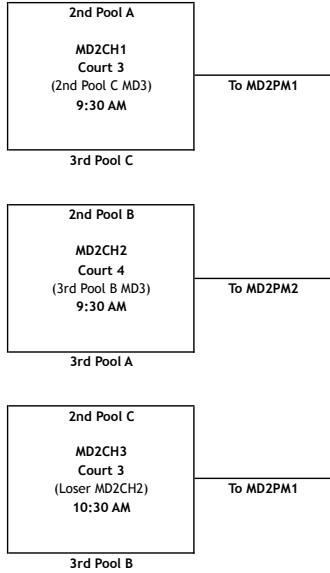 2nd Pool A
MD2CH1
Court 3
(2nd Pool C MD3)
9:30 AM
To MD2PM1
3rd Pool C
2nd Pool B
MD2CH2
Court 4
(3rd Pool B MD3)
9:30 AM
To MD2PM2
3rd Pool A
2nd Pool C
MD2CH3
Court 3
(Loser MD2CH2)
10:30 AM
To MD2PM1
3rd Pool B